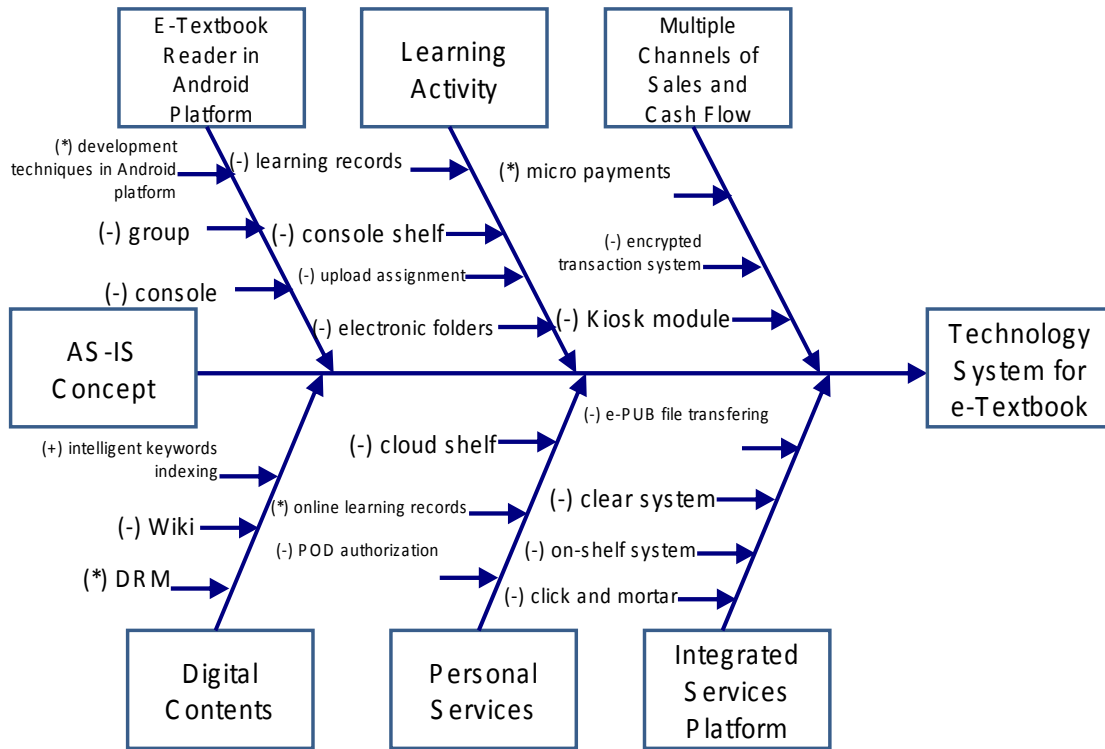 E-Textbook
Reader in
Android
Platform
Learning
Activity
Multiple
Channels of
Sales and
Cash Flow
(*) development
techniques in Android
platform
(-) group
(-) console
(-) learning records
(-) console shelf
(-) upload assignment
(-) electronic folders
(*) micro payments
(-) encrypted
transaction system
(-) Kiosk module
AS-IS
Concept
Technology
System for
e-Textbook
(+) intelligent keywords
indexing
(-) Wiki
(*) DRM
(-) cloud shelf
(*) online learning records
(-) POD authorization
(-) e-PUB file transfering
(-) clear system
(-) on-shelf system
(-) click and mortar
Digital
Contents
Personal
Services
Integrated
Services
Platform